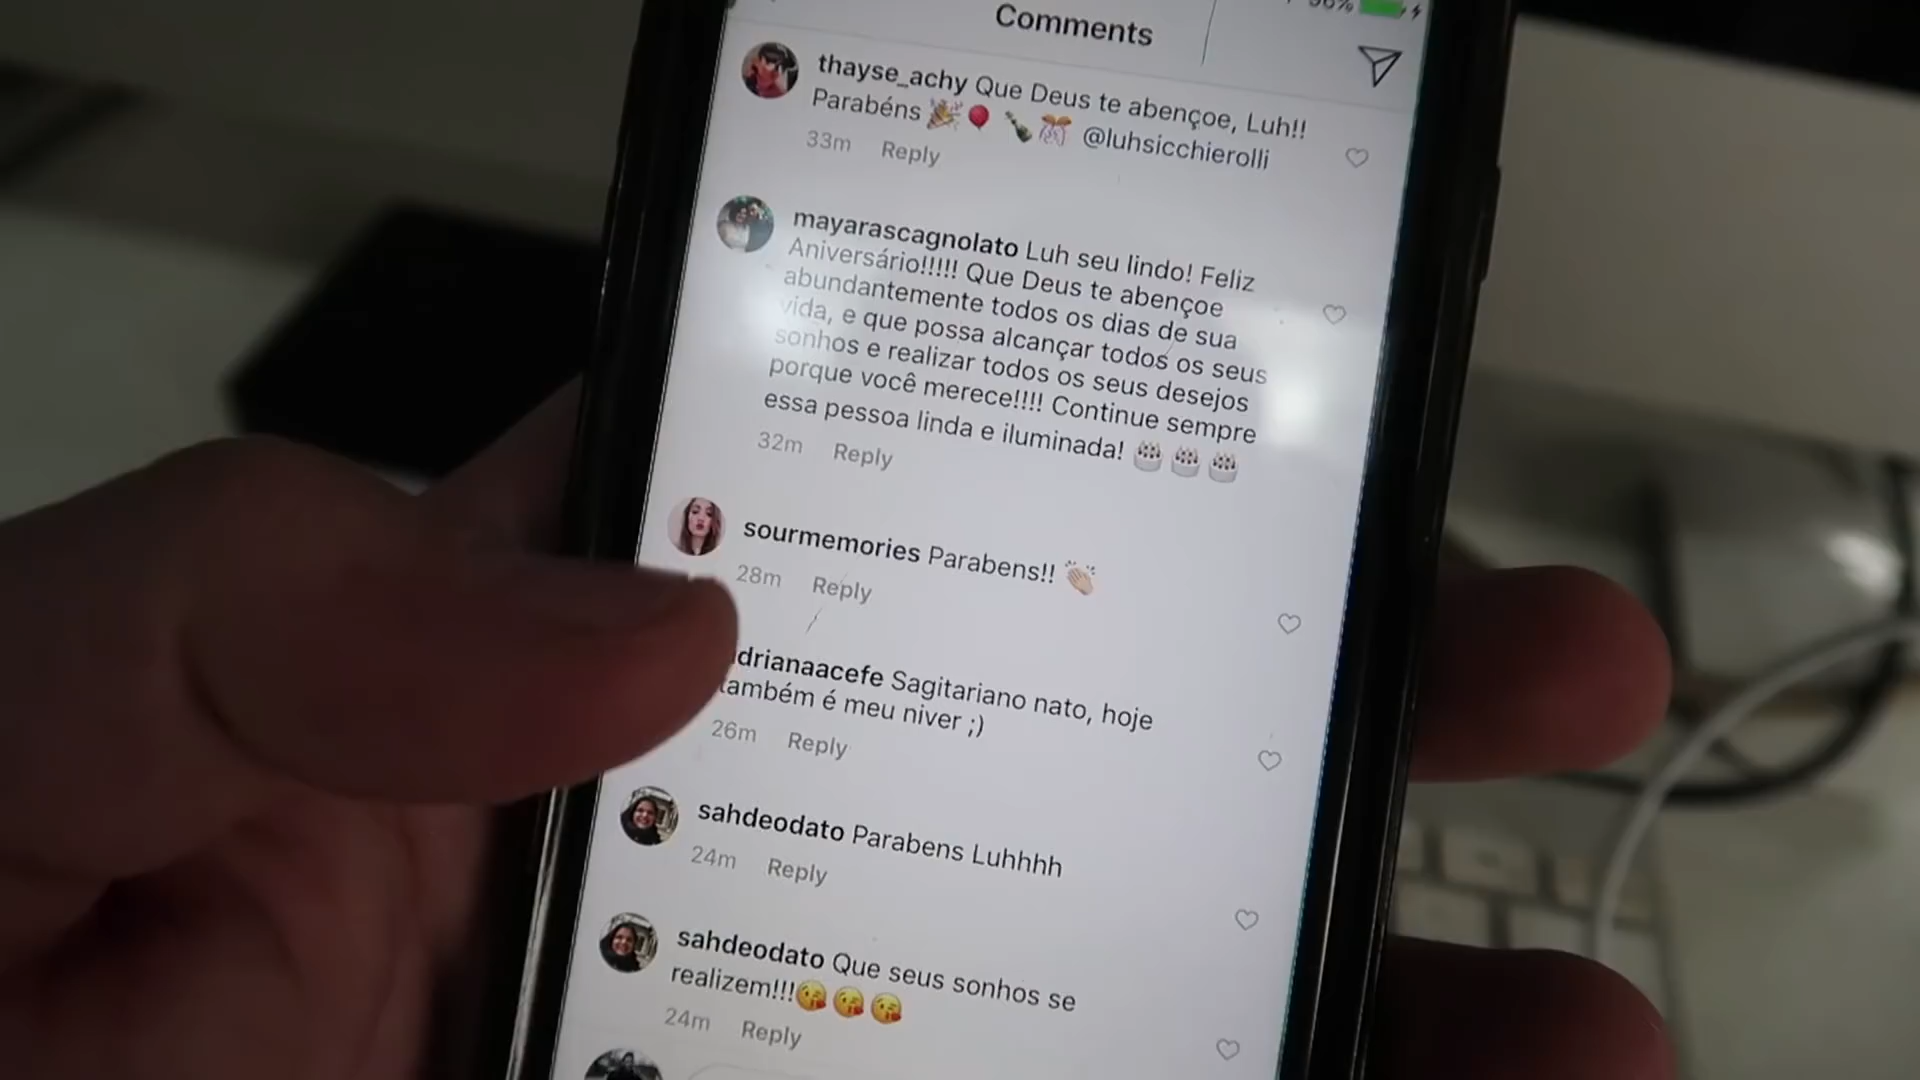 Comments
thayse_achy Que Deus te abençoe, Luh!!
Parabéns 🎉🎈🍾🎊 @luhsicchierolli
33m Reply
mayarascagnolato Luh seu lindo! Feliz
Aniversário!!!!! Que Deus te abençoe
abundantemente todos os dias de sua
vida, e que possa alcançar todos os seus
sonhos e realizar todos os seus desejos
porque você merece!!!! Continue sempre
essa pessoa linda e iluminada! 🎂🎂🎂
32m Reply
sourmemories Parabens!! 👏🏼
28m Reply
drianaacefe Sagitariano nato, hoje
também é meu niver ;)
26m Reply
sahdeodato Parabens Luhhhh
24m Reply
sahdeodato Que seus sonhos se
realizem!!!😘😘😘
24m Reply